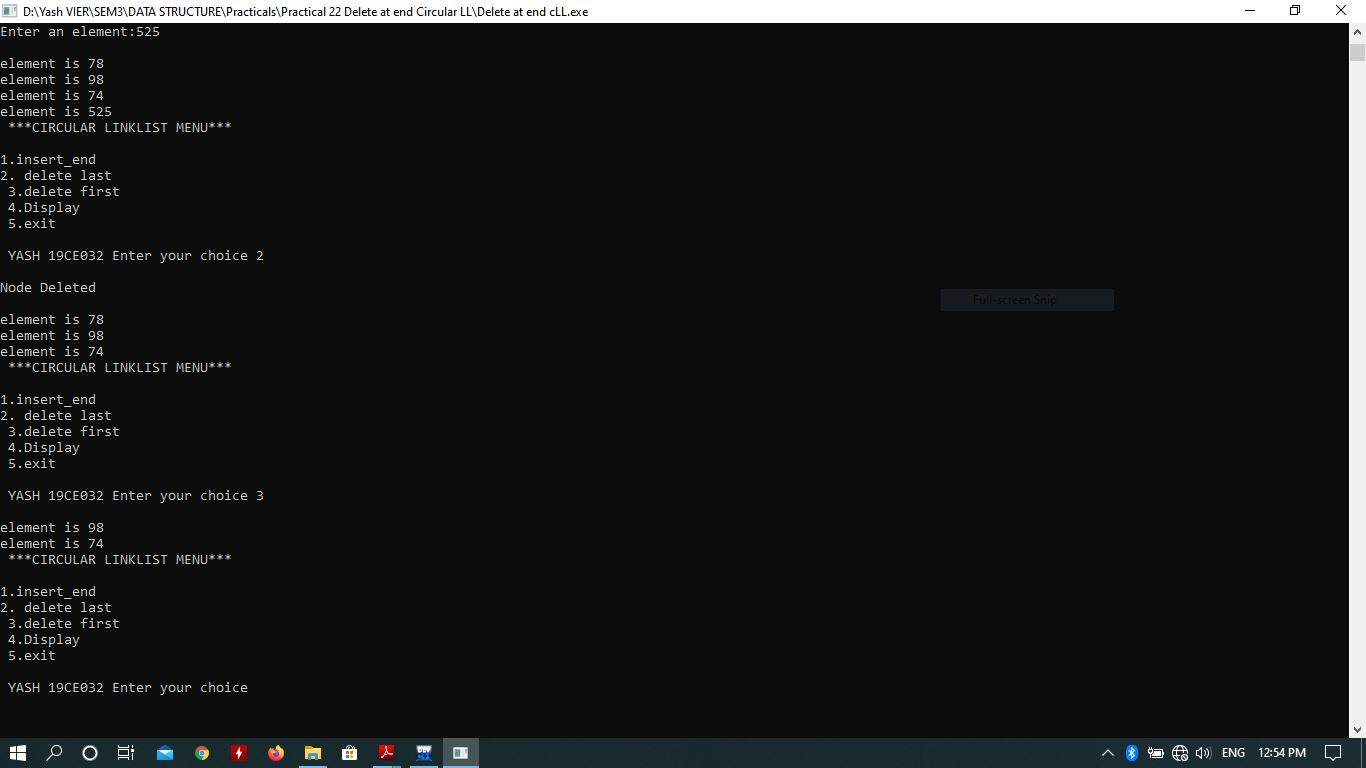 D:\Yash VIER\SEM3\DATA STRUCTURE\Practicals\Practical 22 Delete at end Circular LL\Delete at end cLL.exe
Enter an element:525
element is 78
element is 98
element is 74
element is 525
***CIRCULAR LINKLIST MENU***
1.insert_end
2. delete last
3.delete first
4.Display
5.exit
YASH 19CE032 Enter your choice 2
Node Deleted
Full-screen Snip
element is 78
element is 98
element is 74
***CIRCULAR LINKLIST MENU***
1.insert_end
2. delete last
3.delete first
4.Display
5.exit
YASH 19CE032 Enter your choice 3
element is 98
element is 74
***CIRCULAR LINKLIST MENU***
1.insert_end
2. delete last
3.delete first
4.Display
5.exit
YASH 19CE032 Enter your choice
DEV
ENG 12:54 PM